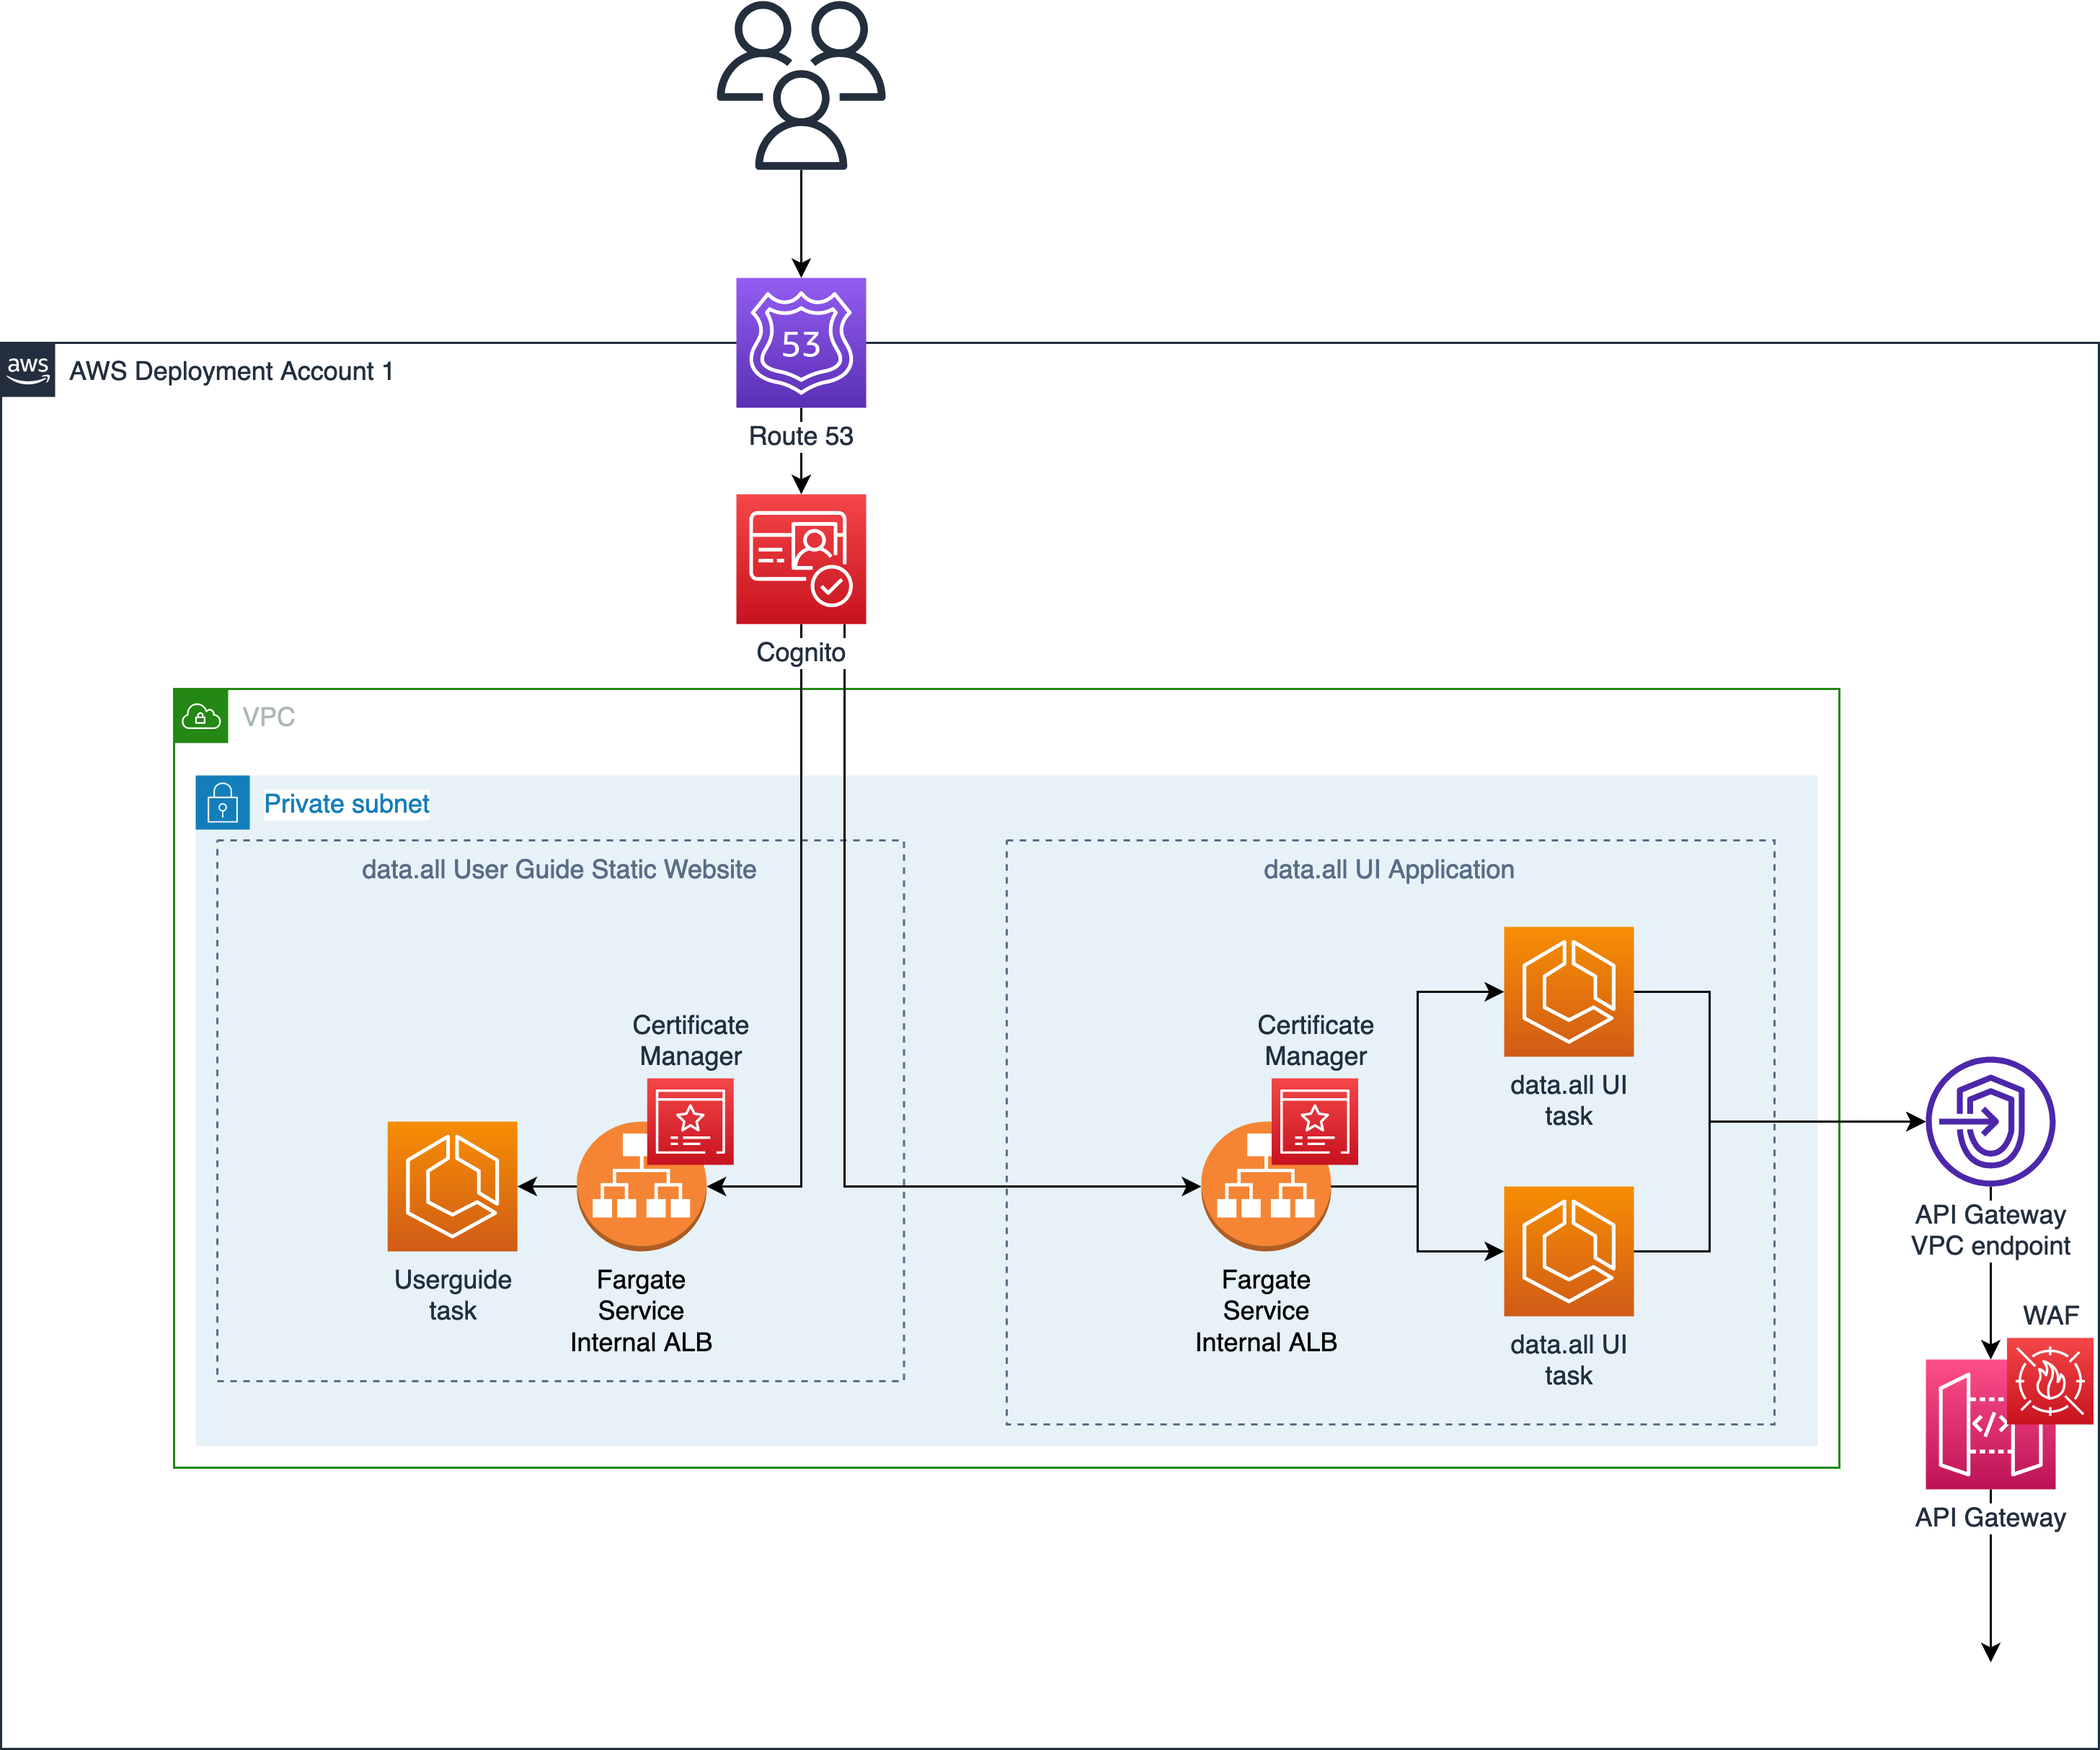 53
aws
AWS Deployment Account 1
Route 53
Cognito
VPC
Private subnet
data.all User Guide Static Website
data.all UI Application
Certificate
Manager
Certificate
Manager
data.all UI
task
Userguide
task
Fargate
Service
Internal ALB
Fargate
Service
Internal ALB
data.all UI
task
API Gateway
VPC endpoint
WAF
</>
API Gateway